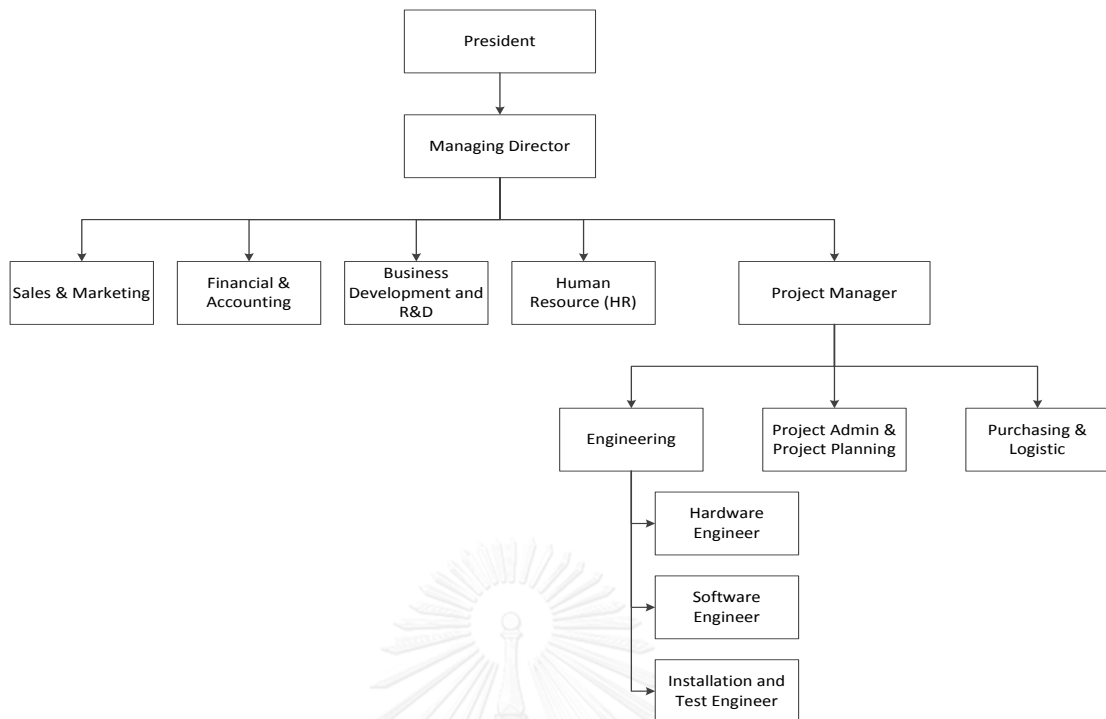 President
Managing Director
Sales & Marketing
Financial &
Accounting
Business
Development and
R&D
Human
Resource (HR)
Project Manager
Engineering
Project Admin &
Project Planning
Purchasing &
Logistic
Hardware
Engineer
Software
Engineer
Installation and
Test Engineer